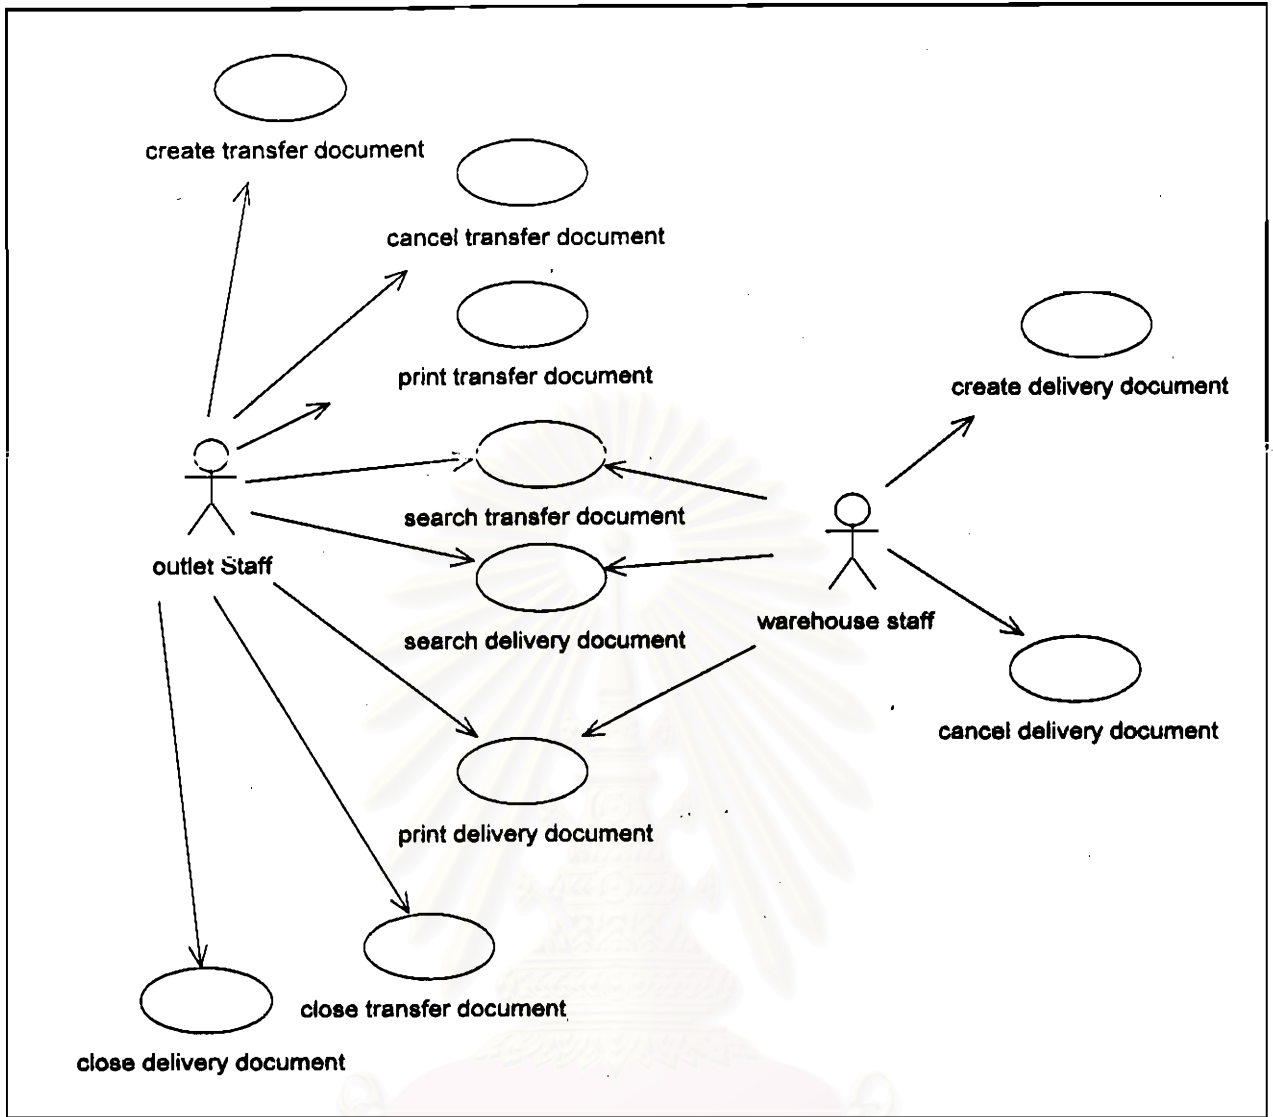 create transfer document
cancel transfer document
print transfer document
create delivery document
search transfer document
outlet Staff
warehouse staff
search delivery document
cancel delivery document
print delivery document
close transfer document
close delivery document